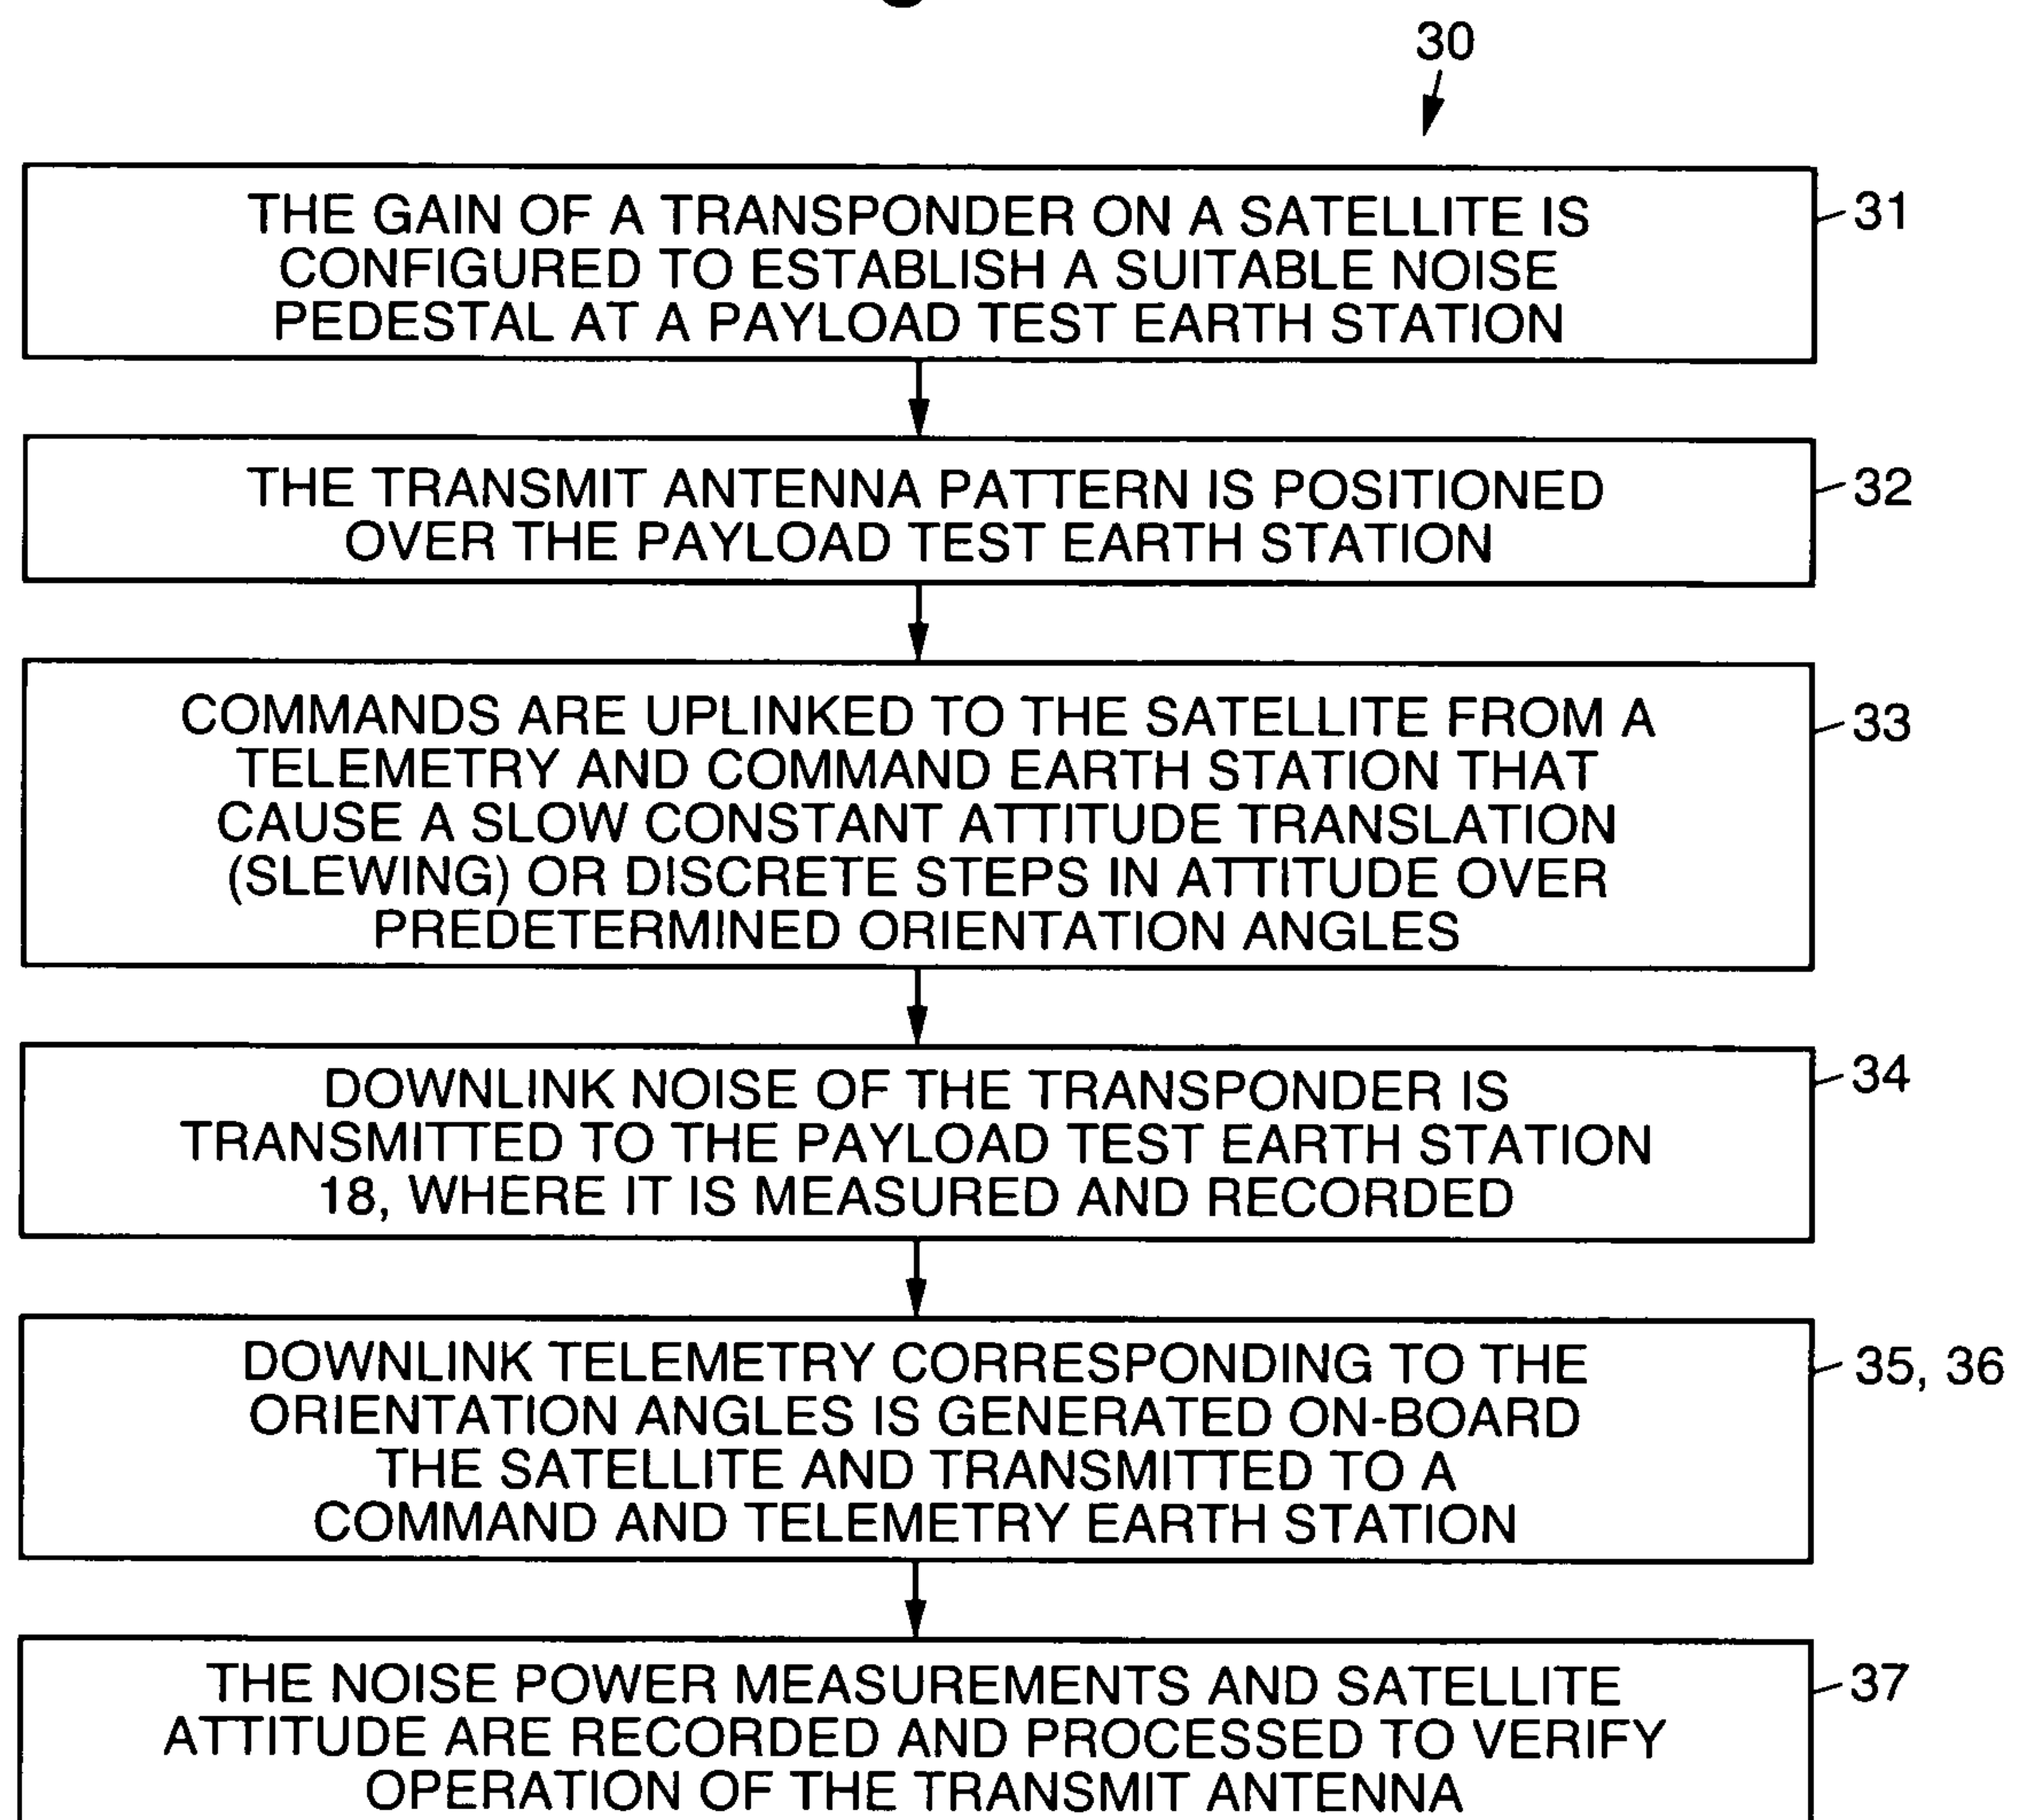 30
THE GAIN OF A TRANSPONDER ON A SATELLITE IS
CONFIGURED TO ESTABLISH A SUITABLE NOISE
PEDESTAL AT A PAYLOAD TEST EARTH STATION
31
THE TRANSMIT ANTENNA PATTERN IS POSITIONED
OVER THE PAYLOAD TEST EARTH STATION
32
COMMANDS ARE UPLINKED TO THE SATELLITE FROM A
TELEMETRY AND COMMAND EARTH STATION THAT
CAUSE A SLOW CONSTANT ATTITUDE TRANSLATION
(SLEWING) OR DISCRETE STEPS IN ATTITUDE OVER
PREDETERMINED ORIENTATION ANGLES
33
DOWNLINK NOISE OF THE TRANSPONDER IS
TRANSMITTED TO THE PAYLOAD TEST EARTH STATION
18, WHERE IT IS MEASURED AND RECORDED
34
DOWNLINK TELEMETRY CORRESPONDING TO THE
ORIENTATION ANGLES IS GENERATED ON-BOARD
THE SATELLITE AND TRANSMITTED TO A
COMMAND AND TELEMETRY EARTH STATION
35, 36
THE NOISE POWER MEASUREMENTS AND SATELLITE
ATTITUDE ARE RECORDED AND PROCESSED TO VERIFY
OPERATION OF THE TRANSMIT ANTENNA
37